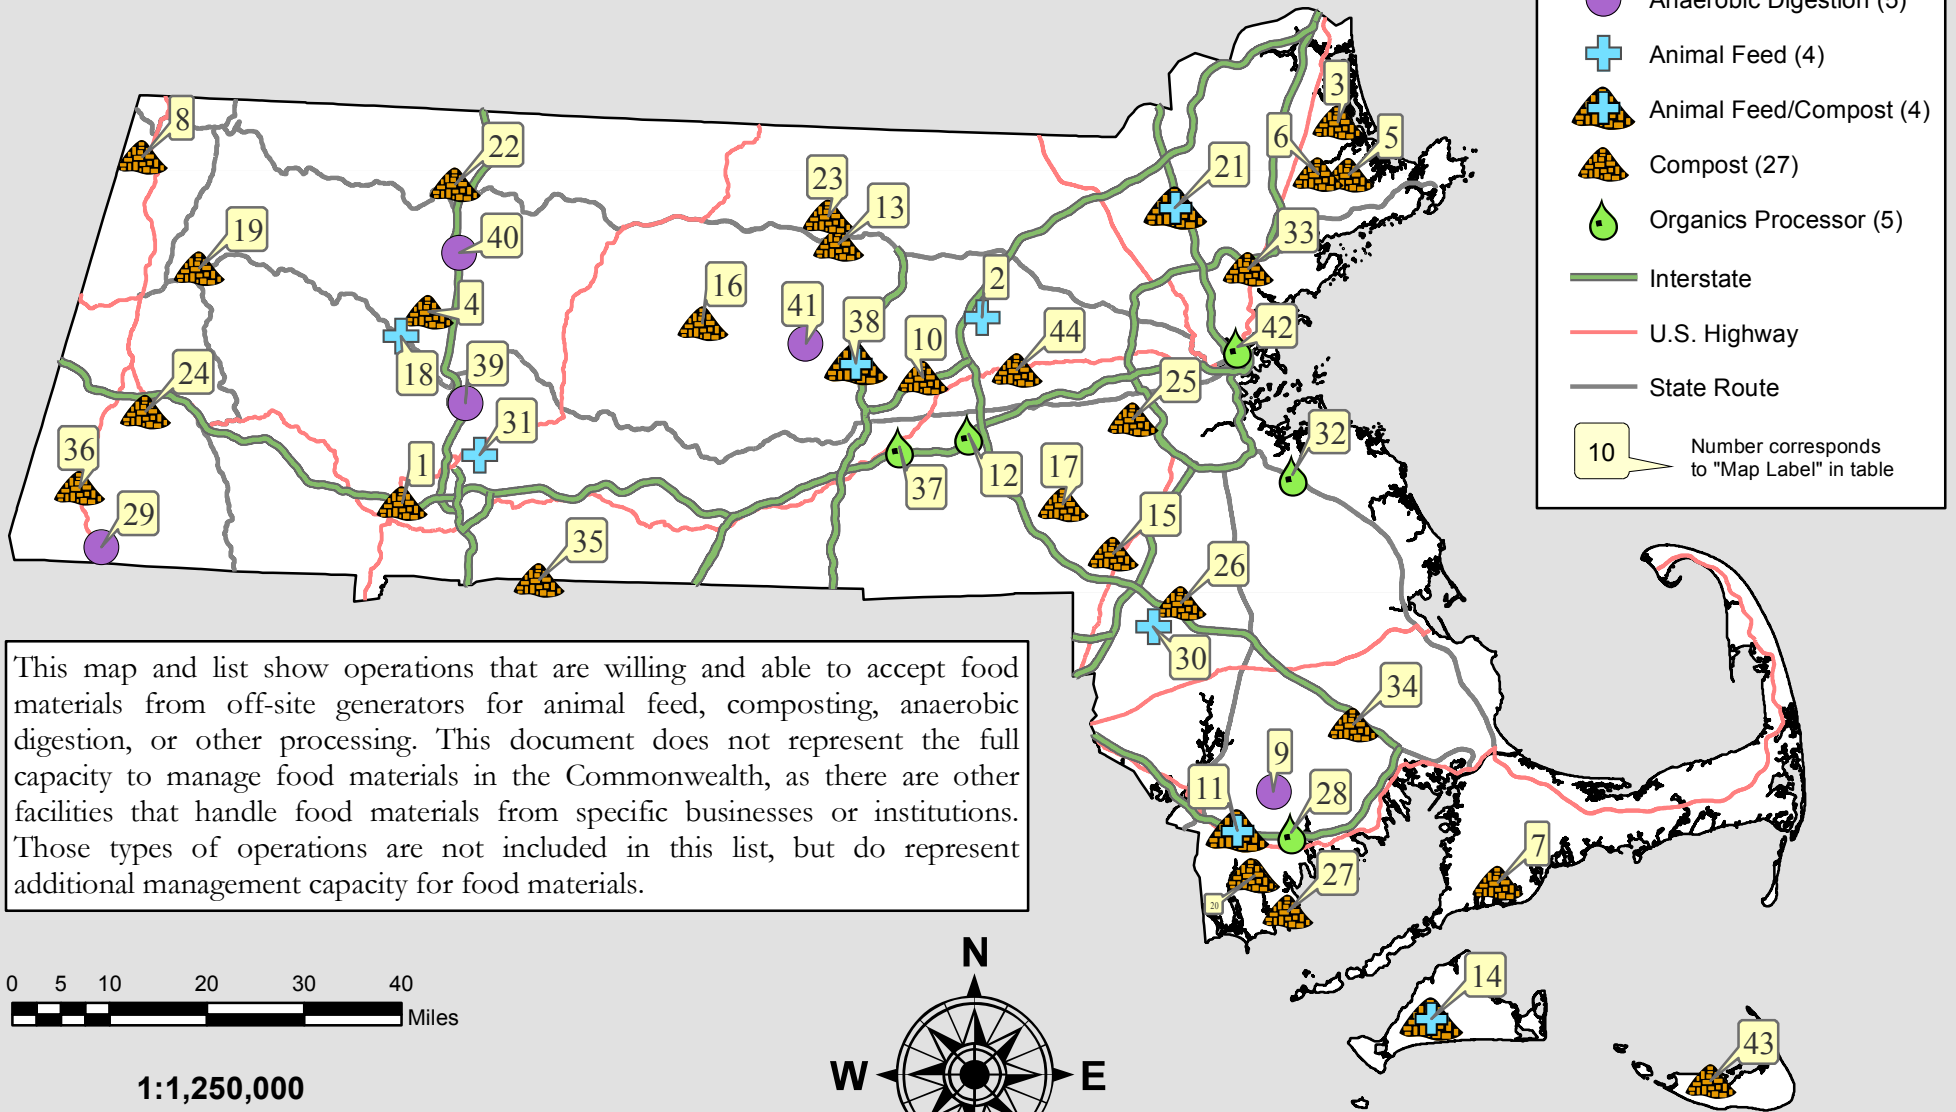 Anaerobic Digestion (5)
Animal Feed (4)
Animal Feed/Compost (4)
Compost (27)
Organics Processor (5)
Interstate
U.S. Highway
State Route
10
Number corresponds
to "Map Label" in table
8
22
3
6
5
21
23
13
19
40
33
2
16
41
4
38
10
44
42
18
39
24
25
31
32
36
1
37
12
17
29
15
35
26
30
34
9
11
28
7
27
20
14
43
This map and list show operations that are willing and able to accept food
materials from off-site generators for animal feed, composting, anaerobic
digestion, or other processing. This document does not represent the full
capacity to manage food materials in the Commonwealth, as there are other
facilities that handle food materials from specific businesses or institutions.
Those types of operations are not included in this list, but do represent
additional management capacity for food materials.
0 5 10 20 30 40
Miles
1:1,250,000
N
W
E